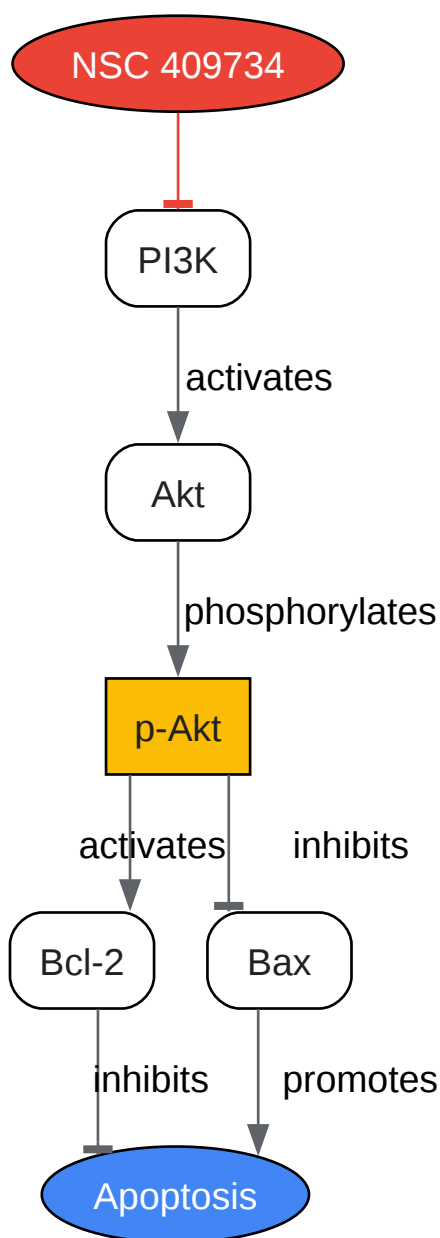 NSC 409734
PI3K
activates
Akt
phosphorylates
p-Akt
activates
inhibits
Bcl-2
Bax
inhibits
promotes
Apoptosis